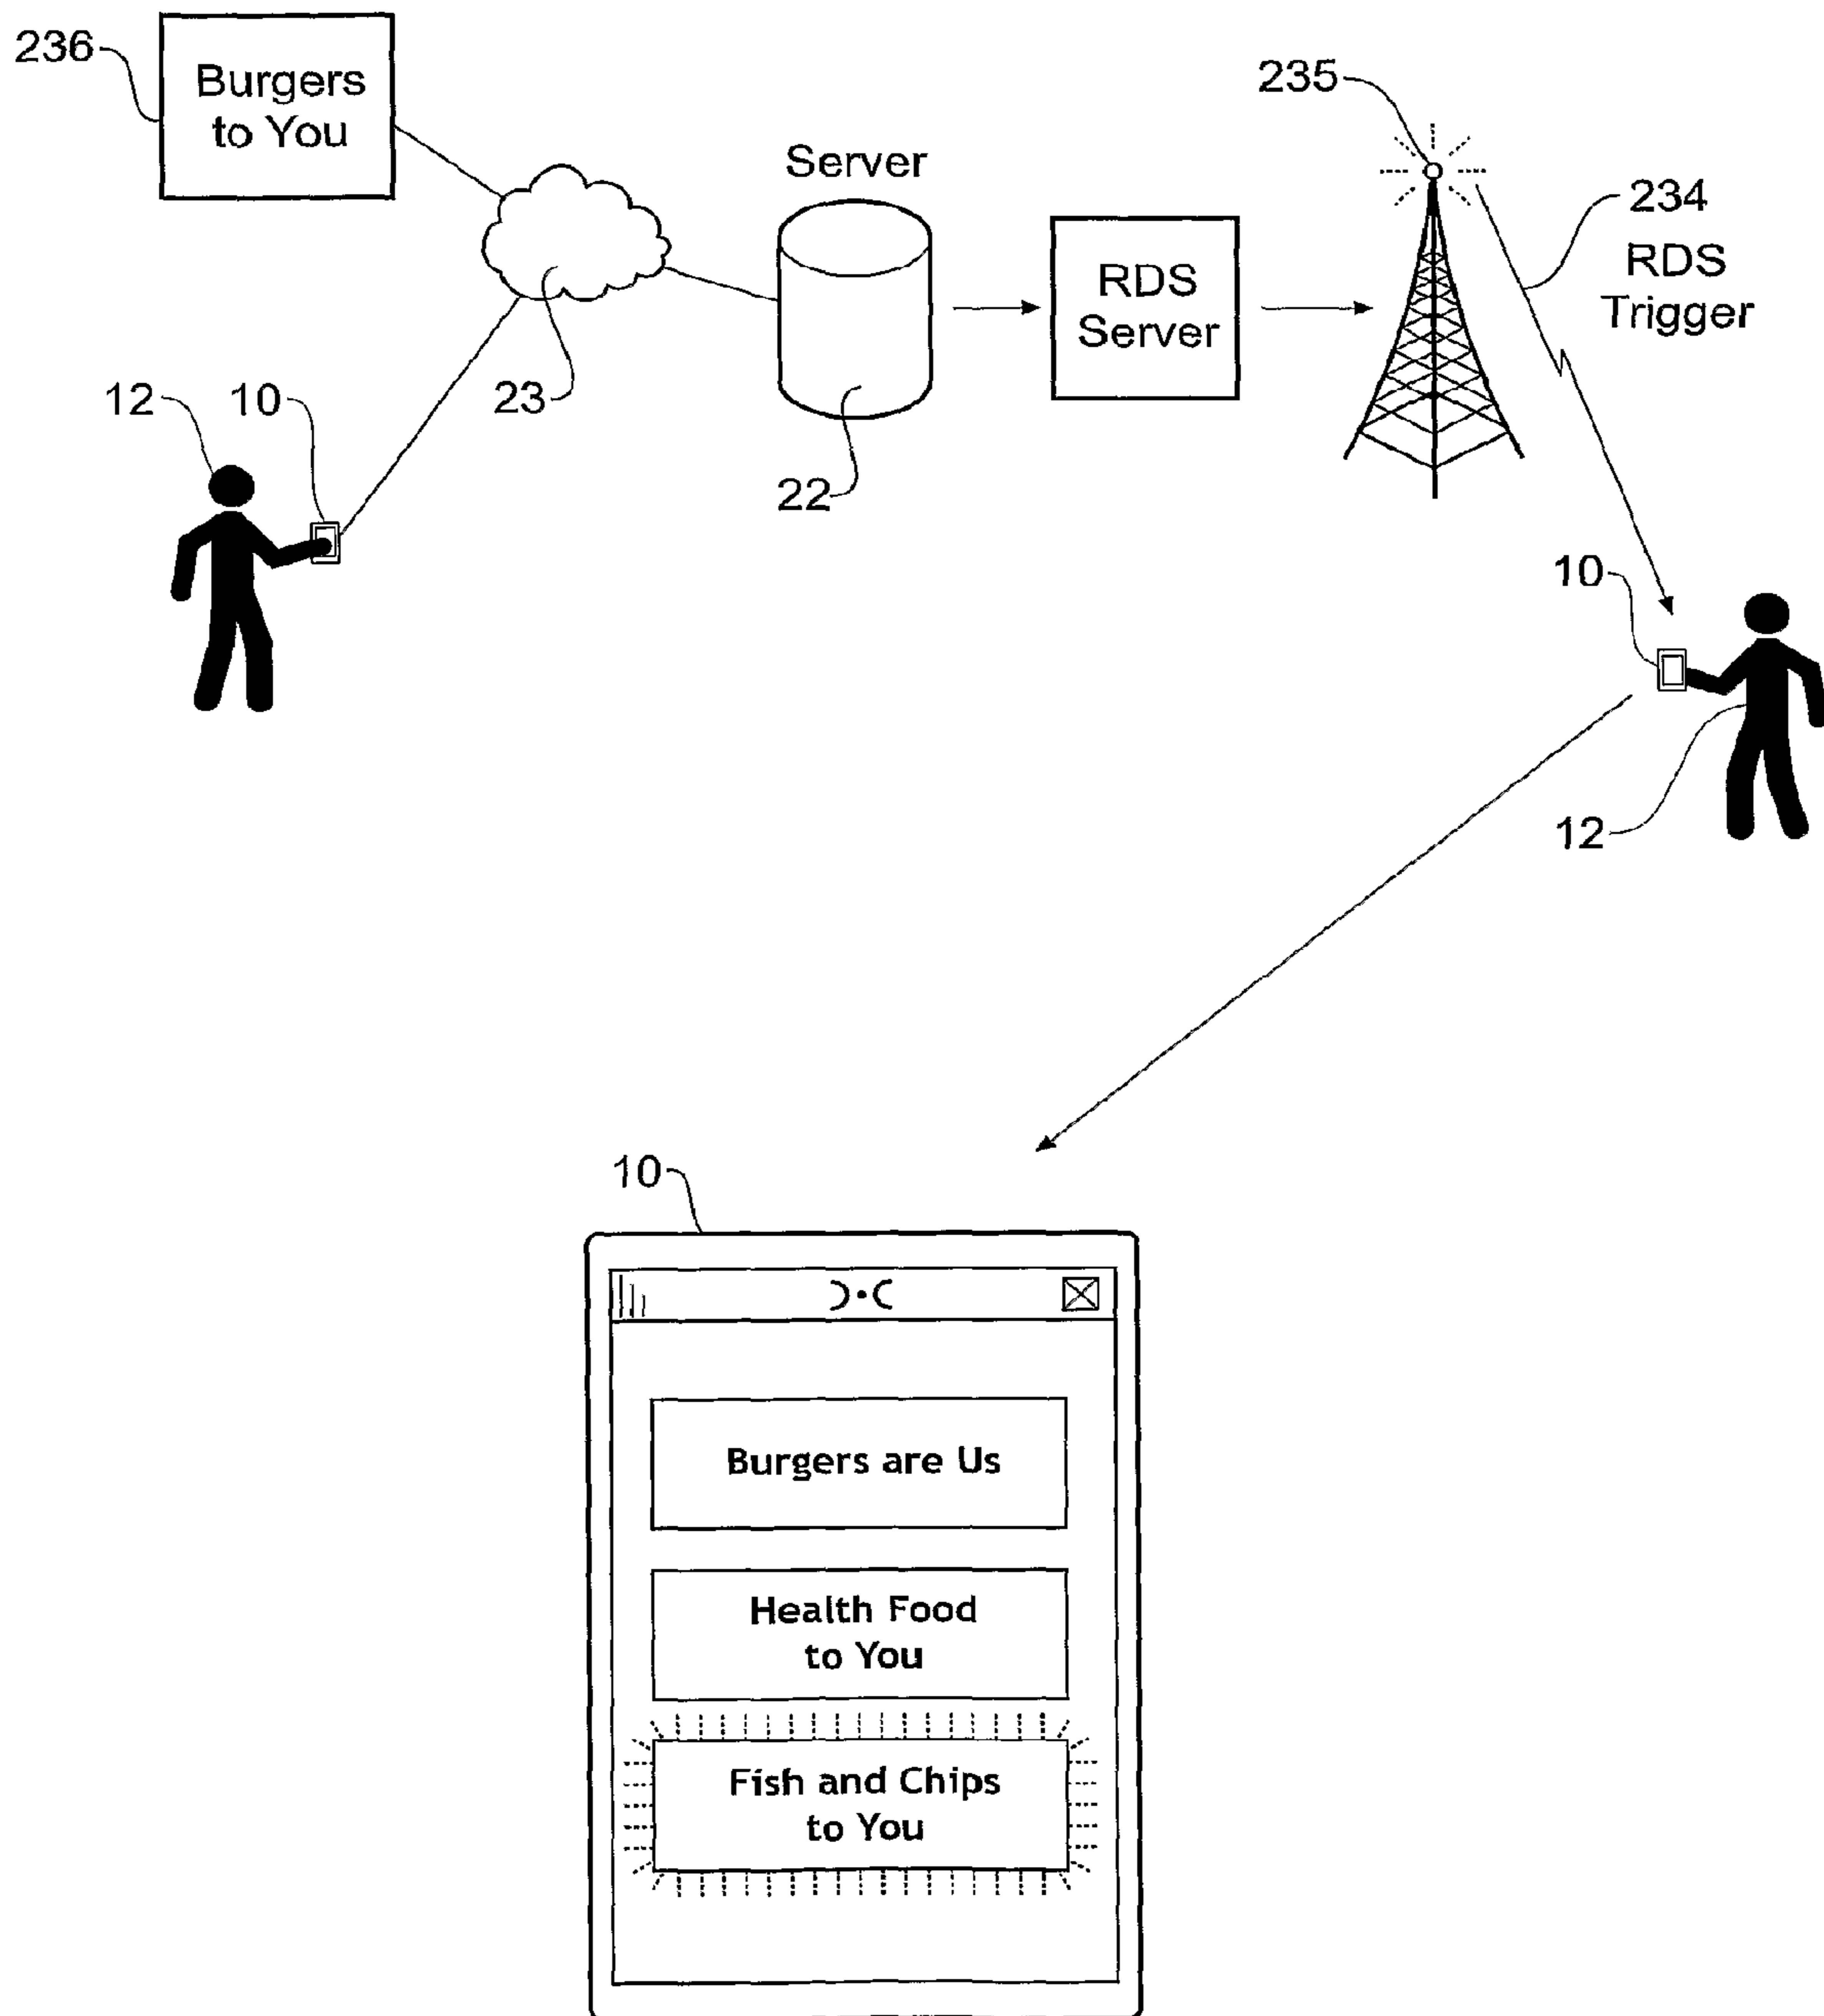 236
Burgers
to You
Server
235
234
RDS
Trigger
RDS
Server
12
10
23
22
10
12
10
Burgers are Us
Health Food
to You
Fish and Chips
to You